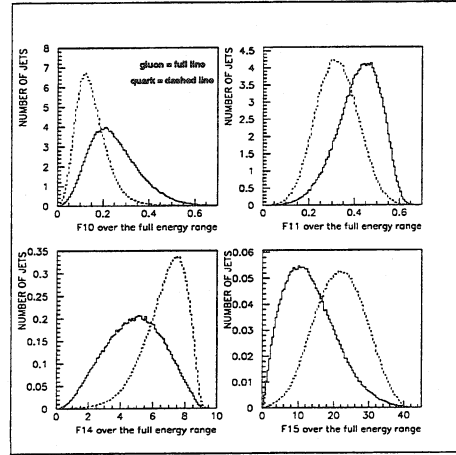 NUMBER OF JETS
8
7
6
5
4
3
2
1
0
gluon = full line
quark = dashed line
0 0.2 0.4 0.6
F10 over the full energy range
NUMBER OF JETS
4.5
4
3.5
3
2.5
2
1.5
1
0.5
0
0 0.2 0.4 0.6
F11 over the full energy range
NUMBER OF JETS
0.35
0.3
0.25
0.2
0.15
0.1
0.05
0
0 2 4 6 8 10
F14 over the full energy range
NUMBER OF JETS
0.06
0.05
0.04
0.03
0.02
0.01
0
0 10 20 30 40
F15 over the full energy range